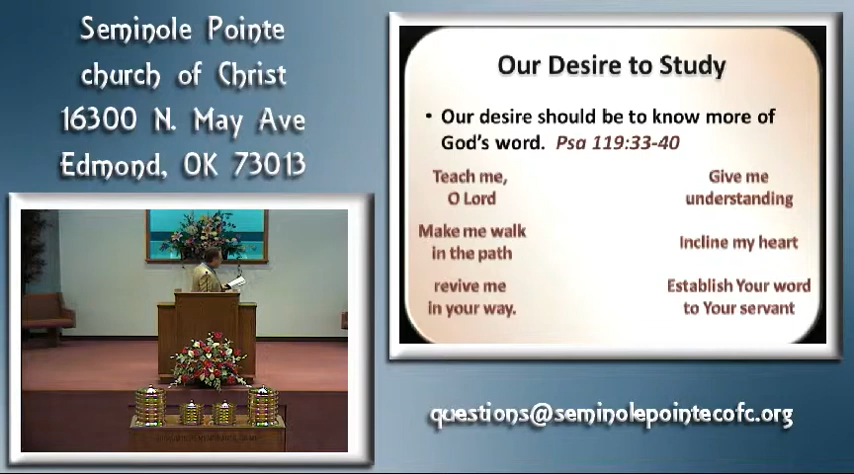 Seminole Pointe
church of Christ
16300 N. May Ave
Edmond, OK 73013
Our Desire to Study
• Our desire should be to know more of
God's word. Psa 119:33-40
Teach me,
O Lord
Give me
understanding
Make me walk
in the path
Incline my heart
revive me
in your way.
Establish Your word
to Your servant
questions@seminolepointecofc.org